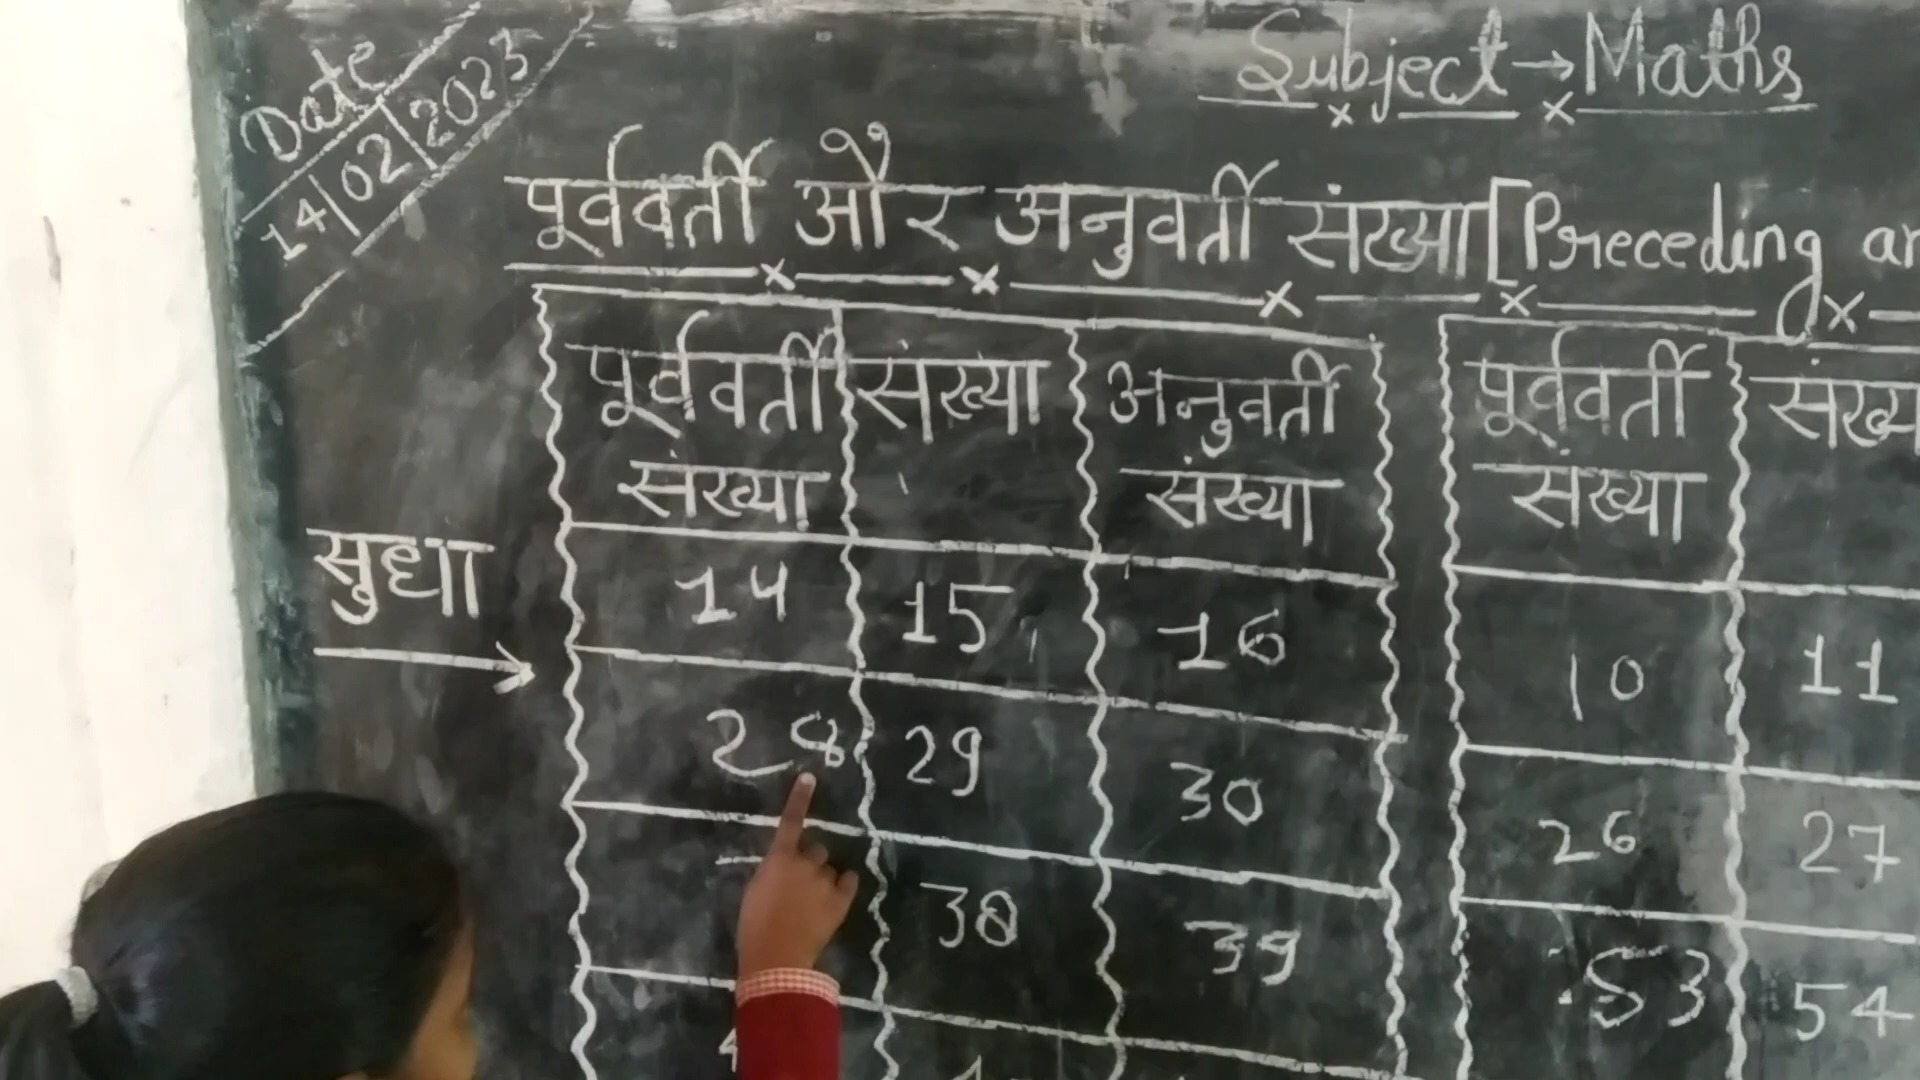 Date
14/02/2023
Subject → Maths
पूर्ववर्ती और अनुवर्ती संख्या [Preceding
पूर्ववर्ती संख्या अनुवर्ती
संख्या संख्या
सुधा →
14 15 16
28 29 30
38 39
पूर्ववर्ती
संख्या
10 11
26 27
53 54